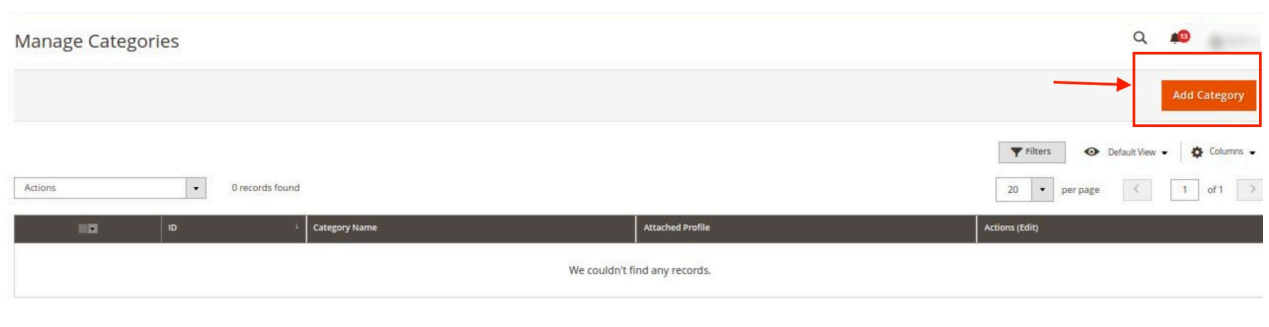 Manage Categories
13
Add Category
Filters
Default View
Columns
Actions
0 records found
20
per page
1
of 1
ID
Category Name
Attached Profile
Actions (Edit)
We couldn't find any records.